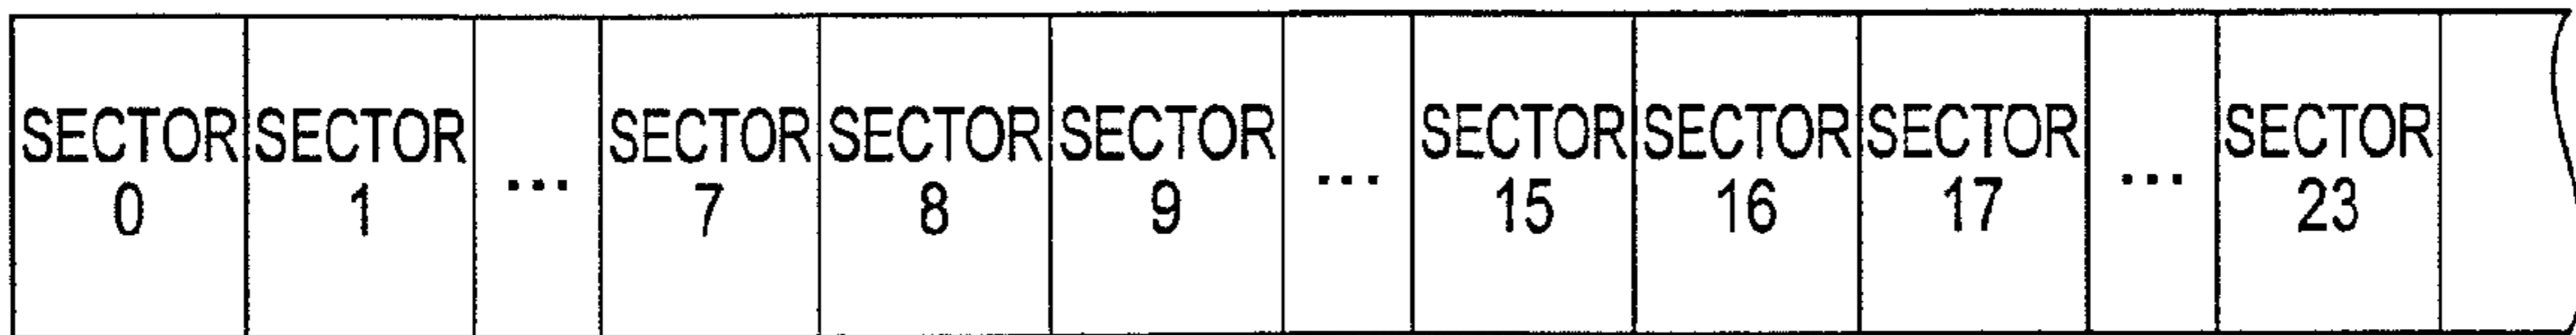 SECTOR SECTOR ... SECTOR SECTOR SECTOR ... SECTOR SECTOR SECTOR ... SECTOR
0 1 7 8 9 15 16 17 23